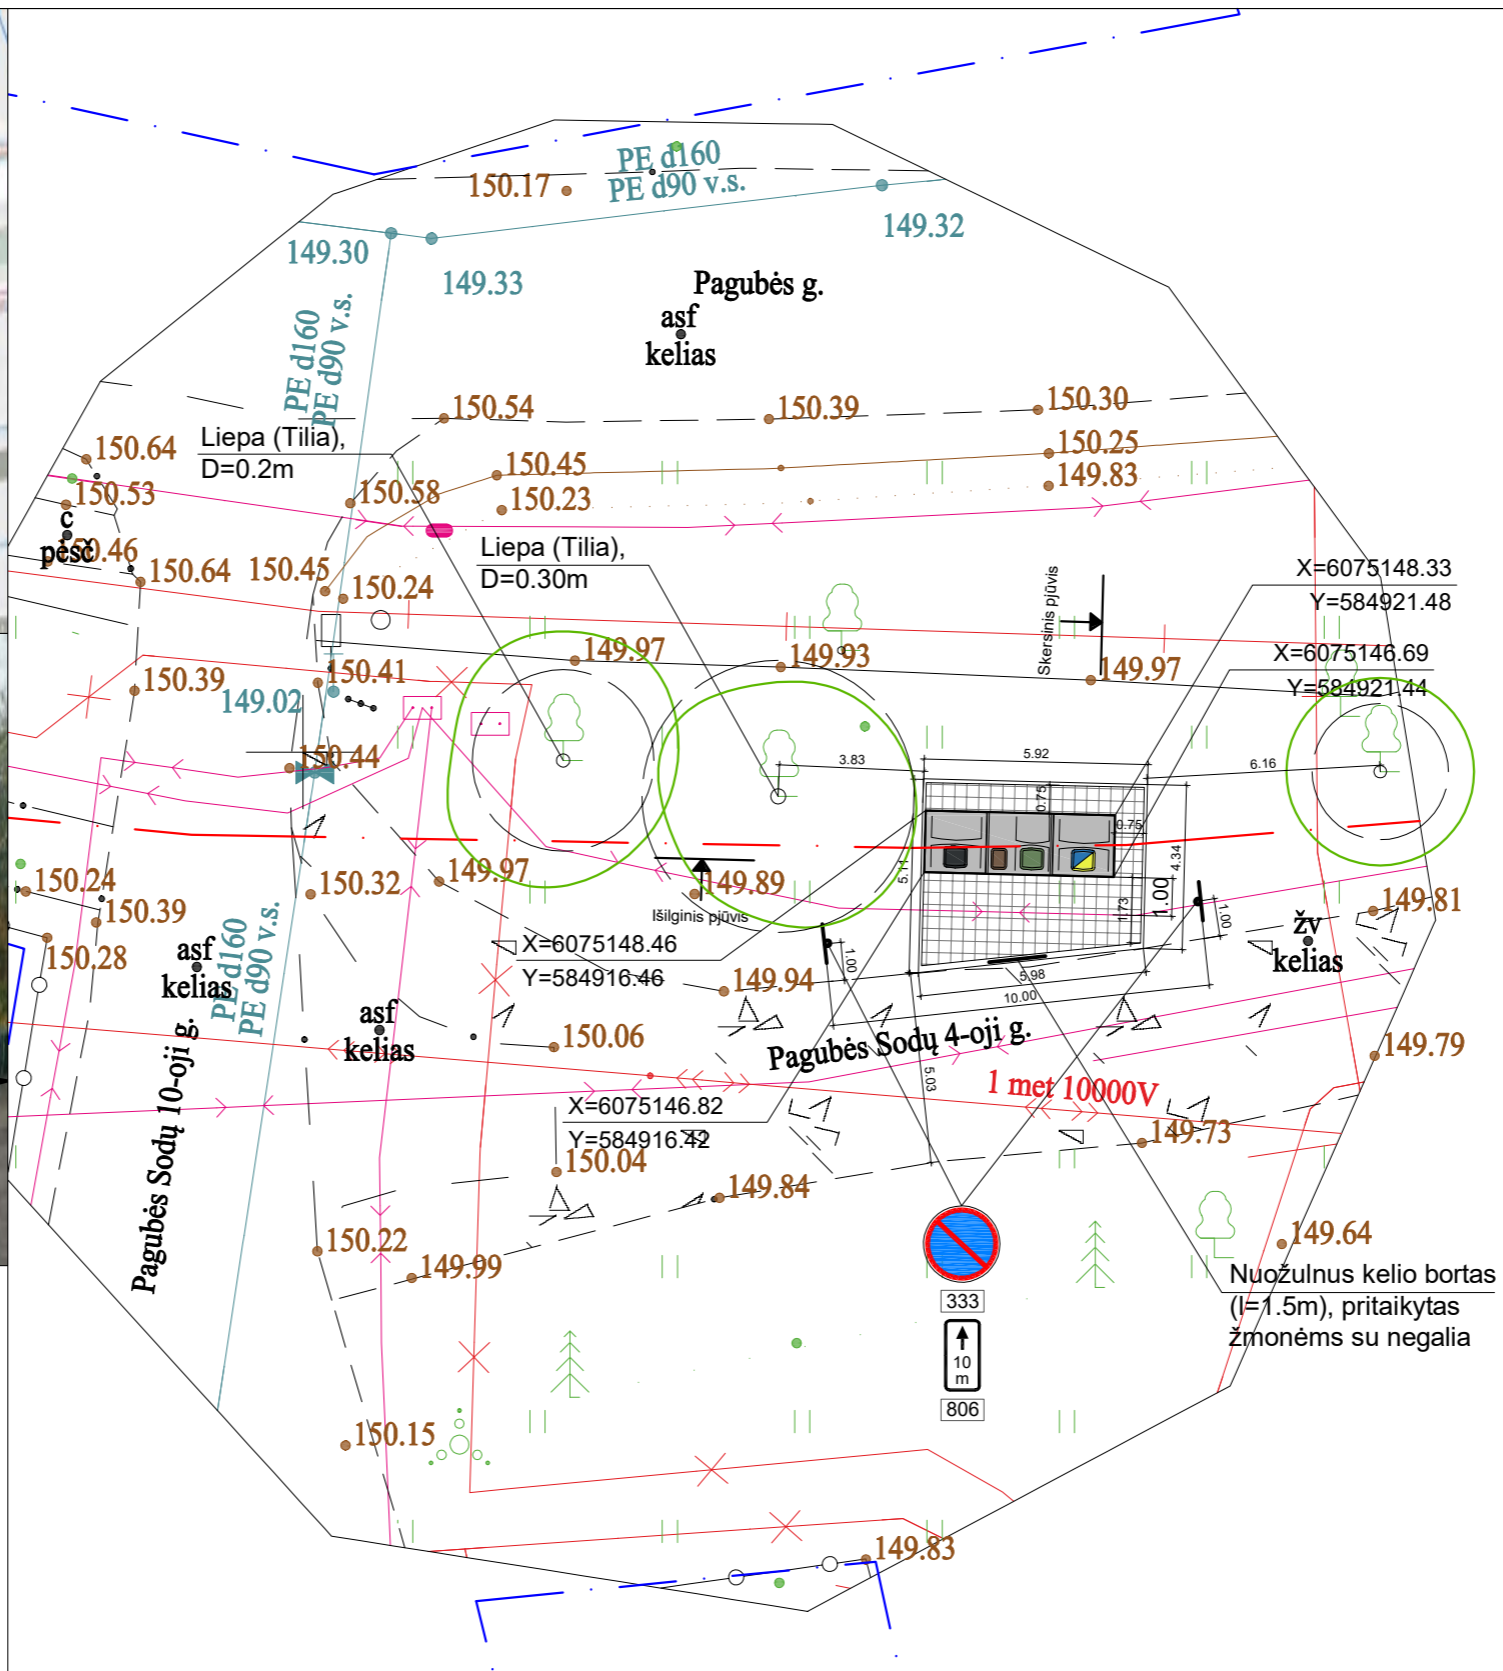 PE d160
PE d90 v.s.
150.17
149.32
149.30
149.33
Pagubės g.
asf
kelias
PE d160
PE d90 v.s.
150.54
150.39
150.30
Liepa (Tilia),
D=0.2m
150.64
150.45
150.25
149.83
150.53
150.58
150.23
c
pėsč
150.46
150.64
150.45
150.24
Liepa (Tilia),
D=0.30m
X=6075148.33
Y=584921.48
Skersinis pjūvis
149.97
149.93
149.97
X=6075146.69
Y=584921.44
150.39
150.41
149.02
150.44
3.83
5.92
6.16
0.75
0.75
5.11
4.34
1.73
1.00
1.00
150.24
150.32
149.97
149.89
149.81
150.39
Išilginis pjūvis
150.28
asf
kelias
PE d160
PE d90 v.s.
X=6075148.46
Y=584916.46
1.00
žv
kelias
149.94
5.98
10.00
asf
kelias
150.06
Pagubės Sodų 4-oji g.
149.79
5.03
1 met 10000V
Pagubės Sodų 10-oji g.
X=6075146.82
Y=584916.42
150.04
149.73
149.84
150.22
149.99
149.64
Nuožulnus kelio bortas
(l=1.5m), pritaikytas
žmonėms su negalia
333
10
m
806
150.15
149.83